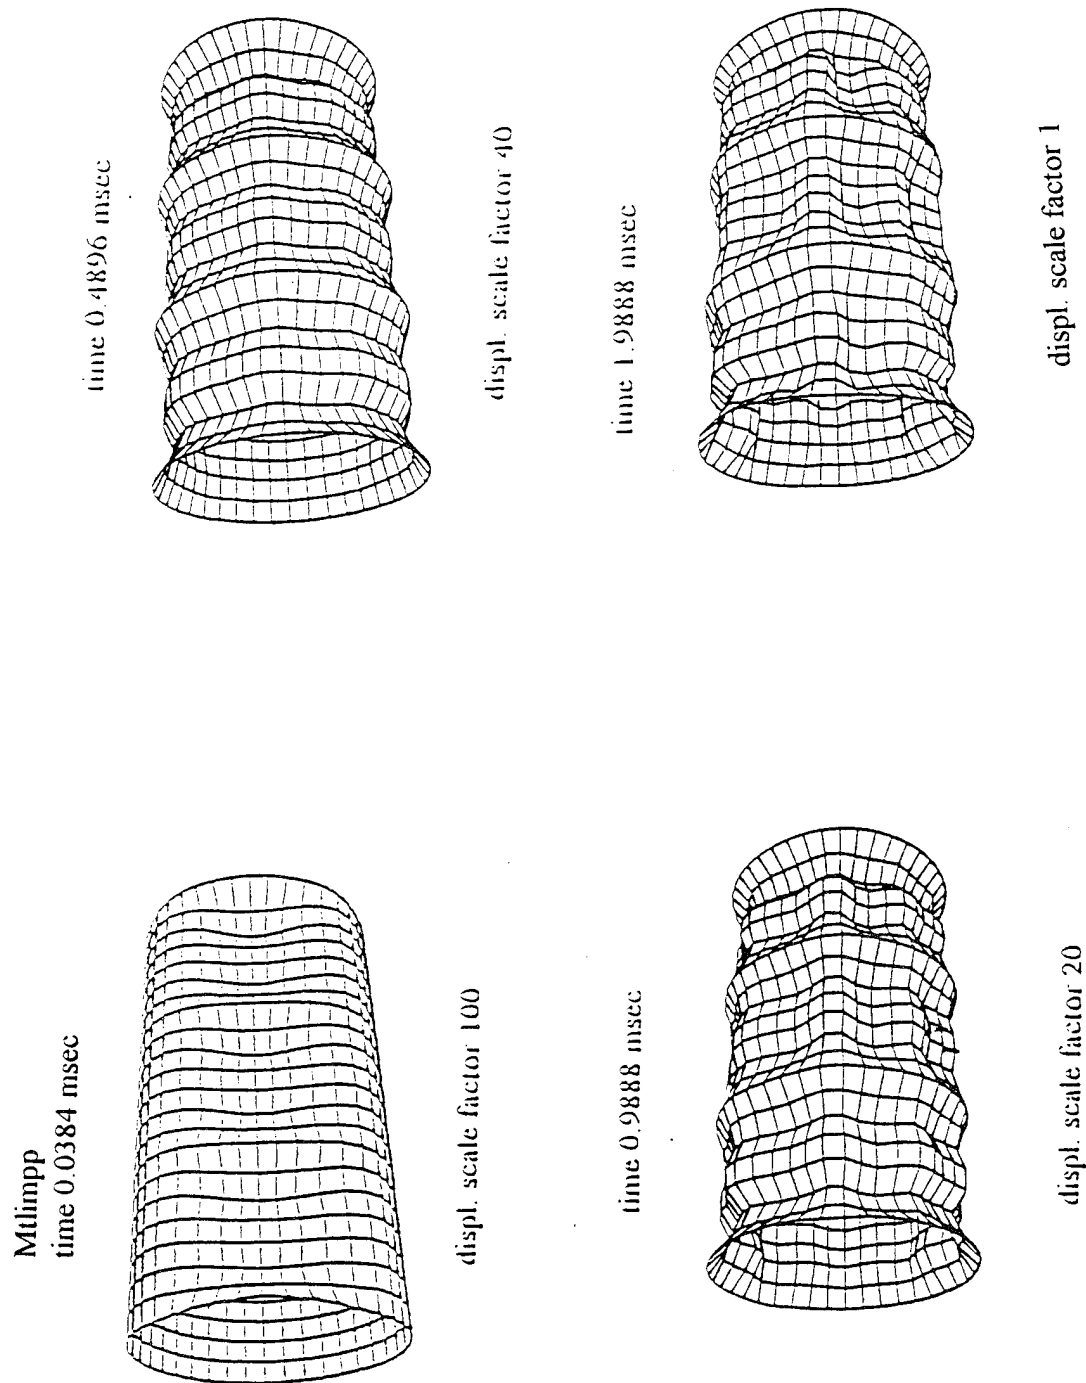 Mtlimpp
time 0.0384 msec
displ. scale factor 100
time 0.4896 msec
displ. scale factor 40
time 0.9888 msec
displ. scale factor 20
time 1.9888 msec
displ. scale factor 1